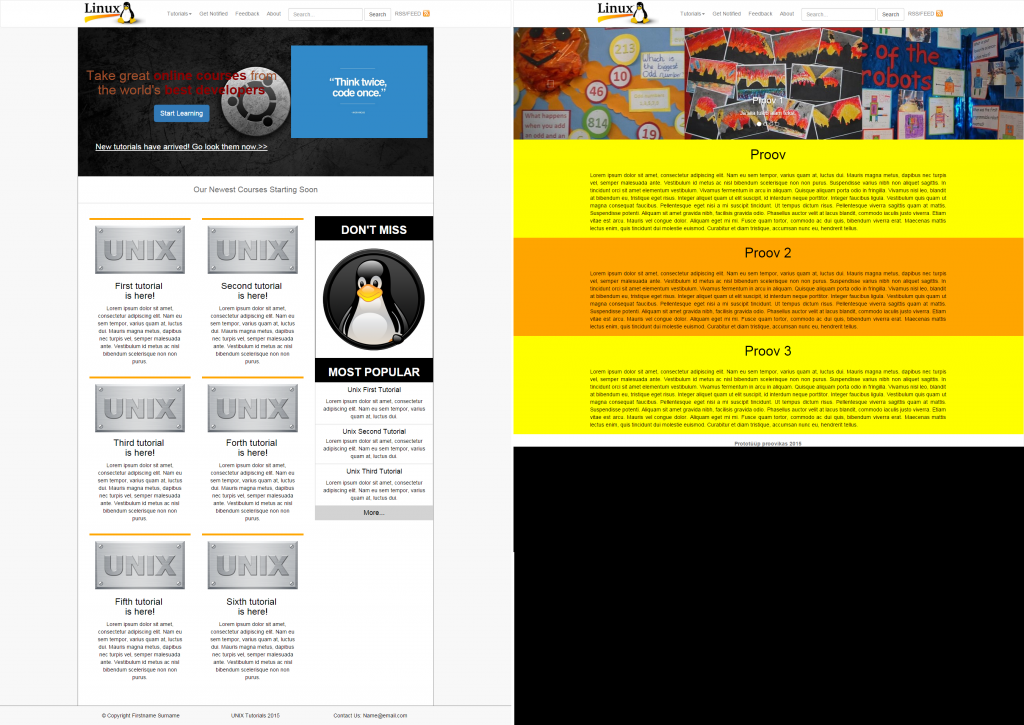 Linux
Tutorials Get Notified Feedback About Search... Search RSS/FEED
Take great online courses from
the world's best developers
Start Learning
"Think twice,
code once."
New tutorials have arrived! Go look them now.>>
Our Newest Courses Starting Soon
UNIX
First tutorial
is here!
Lorem ipsum dolor sit amet,
consectetur adipiscing elit. Nam eu
sem tempor, varius quam at, luctus
dui. Mauris magna metus, dapibus
nec turpis vel, semper malesuada
ante. Vestibulum id metus ac nisl
bibendum scelerisque non non
purus.
UNIX
Second tutorial
is here!
Lorem ipsum dolor sit amet,
consectetur adipiscing elit. Nam eu
sem tempor, varius quam at, luctus
dui. Mauris magna metus, dapibus
nec turpis vel, semper malesuada
ante. Vestibulum id metus ac nisl
bibendum scelerisque non non
purus.
UNIX
Third tutorial
is here!
Lorem ipsum dolor sit amet,
consectetur adipiscing elit. Nam eu
sem tempor, varius quam at, luctus
dui. Mauris magna metus, dapibus
nec turpis vel, semper malesuada
ante. Vestibulum id metus ac nisl
bibendum scelerisque non non
purus.
UNIX
Forth tutorial
is here!
Lorem ipsum dolor sit amet,
consectetur adipiscing elit. Nam eu
sem tempor, varius quam at, luctus
dui. Mauris magna metus, dapibus
nec turpis vel, semper malesuada
ante. Vestibulum id metus ac nisl
bibendum scelerisque non non
purus.
UNIX
Fifth tutorial
is here!
Lorem ipsum dolor sit amet,
consectetur adipiscing elit. Nam eu
sem tempor, varius quam at, luctus
dui. Mauris magna metus, dapibus
nec turpis vel, semper malesuada
ante. Vestibulum id metus ac nisl
bibendum scelerisque non non
purus.
UNIX
Sixth tutorial
is here!
Lorem ipsum dolor sit amet,
consectetur adipiscing elit. Nam eu
sem tempor, varius quam at, luctus
dui. Mauris magna metus, dapibus
nec turpis vel, semper malesuada
ante. Vestibulum id metus ac nisl
bibendum scelerisque non non
purus.
DON'T MISS
MOST POPULAR
Unix First Tutorial
Lorem ipsum dolor sit amet, consectetur
adipiscing elit. Nam eu sem tempor, varius
quam at, luctus dui.
Unix Second Tutorial
Lorem ipsum dolor sit amet, consectetur
adipiscing elit. Nam eu sem tempor, varius
quam at, luctus dui.
Unix Third Tutorial
Lorem ipsum dolor sit amet, consectetur
adipiscing elit. Nam eu sem tempor, varius
quam at, luctus dui
More...
© Copyright Firstname Surname UNIX Tutorials 2015 Contact Us: Name@email.com
Linux
Tutorials Get Notified Feedback About Search... Search RSS/FEED
213
Which is
the biggest
Odd number
10
46
What happens
when you add
an odd and an
814
19
of the
robots
Proov 1
Proov
Lorem ipsum dolor sit amet, consectetur adipiscing elit. Nam eu sem tempor, varius quam at, luctus dui. Mauris magna metus, dapibus nec turpis
vel, semper malesuada ante. Vestibulum id metus ac nisl bibendum scelerisque non non purus. Suspendisse varius nibh non aliquet sagittis. In
tincidunt orci sit amet elementum vestibulum. Vivamus fermentum in arcu in aliquam. Quisque aliquam porta odio in fringilla. Vivamus nisl leo, blandit
at bibendum eu, tristique eget risus. Integer aliquet quam ut elit suscipit, id interdum neque porttitor. Integer faucibus ligula. Vestibulum quis quam ut
magna consequat faucibus. Pellentesque eget nisi a mi suscipit tincidunt. Ut tempus dictum risus. Pellentesque viverra sagittis quam at mattis.
Suspendisse potenti. Aliquam sit amet gravida nibh, facilisis gravida odio. Phasellus auctor velit at lacus blandit, commodo iaculis justo viverra. Etiam
vitae est arcu. Mauris vel congue dolor. Aliquam eget mi mi. Fusce quam tortor, commodo ac dui quis, bibendum viverra erat. Maecenas mattis
lectus enim, quis tincidunt dui molestie euismod. Curabitur et diam tristique, accumsan nunc eu, hendrerit tellus.
Proov 2
Lorem ipsum dolor sit amet, consectetur adipiscing elit. Nam eu sem tempor, varius quam at, luctus dui. Mauris magna metus, dapibus nec turpis
vel, semper malesuada ante. Vestibulum id metus ac nisl bibendum scelerisque non non purus. Suspendisse varius nibh non aliquet sagittis. In
tincidunt orci sit amet elementum vestibulum. Vivamus fermentum in arcu in aliquam. Quisque aliquam porta odio in fringilla. Vivamus nisl leo, blandit
at bibendum eu, tristique eget risus. Integer aliquet quam ut elit suscipit, id interdum neque porttitor. Integer faucibus ligula. Vestibulum quis quam ut
magna consequat faucibus. Pellentesque eget nisi a mi suscipit tincidunt. Ut tempus dictum risus. Pellentesque viverra sagittis quam at mattis.
Suspendisse potenti. Aliquam sit amet gravida nibh, facilisis gravida odio. Phasellus auctor velit at lacus blandit, commodo iaculis justo viverra. Etiam
vitae est arcu. Mauris vel congue dolor. Aliquam eget mi mi. Fusce quam tortor, commodo ac dui quis, bibendum viverra erat. Maecenas mattis
lectus enim, quis tincidunt dui molestie euismod. Curabitur et diam tristique, accumsan nunc eu, hendrerit tellus.
Proov 3
Lorem ipsum dolor sit amet, consectetur adipiscing elit. Nam eu sem tempor, varius quam at, luctus dui. Mauris magna metus, dapibus nec turpis
vel, semper malesuada ante. Vestibulum id metus ac nisl bibendum scelerisque non non purus. Suspendisse varius nibh non aliquet sagittis. In
tincidunt orci sit amet elementum vestibulum. Vivamus fermentum in arcu in aliquam. Quisque aliquam porta odio in fringilla. Vivamus nisl leo, blandit
at bibendum eu, tristique eget risus. Integer aliquet quam ut elit suscipit, id interdum neque porttitor. Integer faucibus ligula. Vestibulum quis quam ut
magna consequat faucibus. Pellentesque eget nisi a mi suscipit tincidunt. Ut tempus dictum risus. Pellentesque viverra sagittis quam at mattis.
Suspendisse potenti. Aliquam sit amet gravida nibh, facilisis gravida odio. Phasellus auctor velit at lacus blandit, commodo iaculis justo viverra. Etiam
vitae est arcu. Mauris vel congue dolor. Aliquam eget mi mi. Fusce quam tortor, commodo ac dui quis, bibendum viverra erat. Maecenas mattis
lectus enim, quis tincidunt dui molestie euismod. Curabitur et diam tristique, accumsan nunc eu, hendrerit tellus.
Prototüüp proovikas 2015